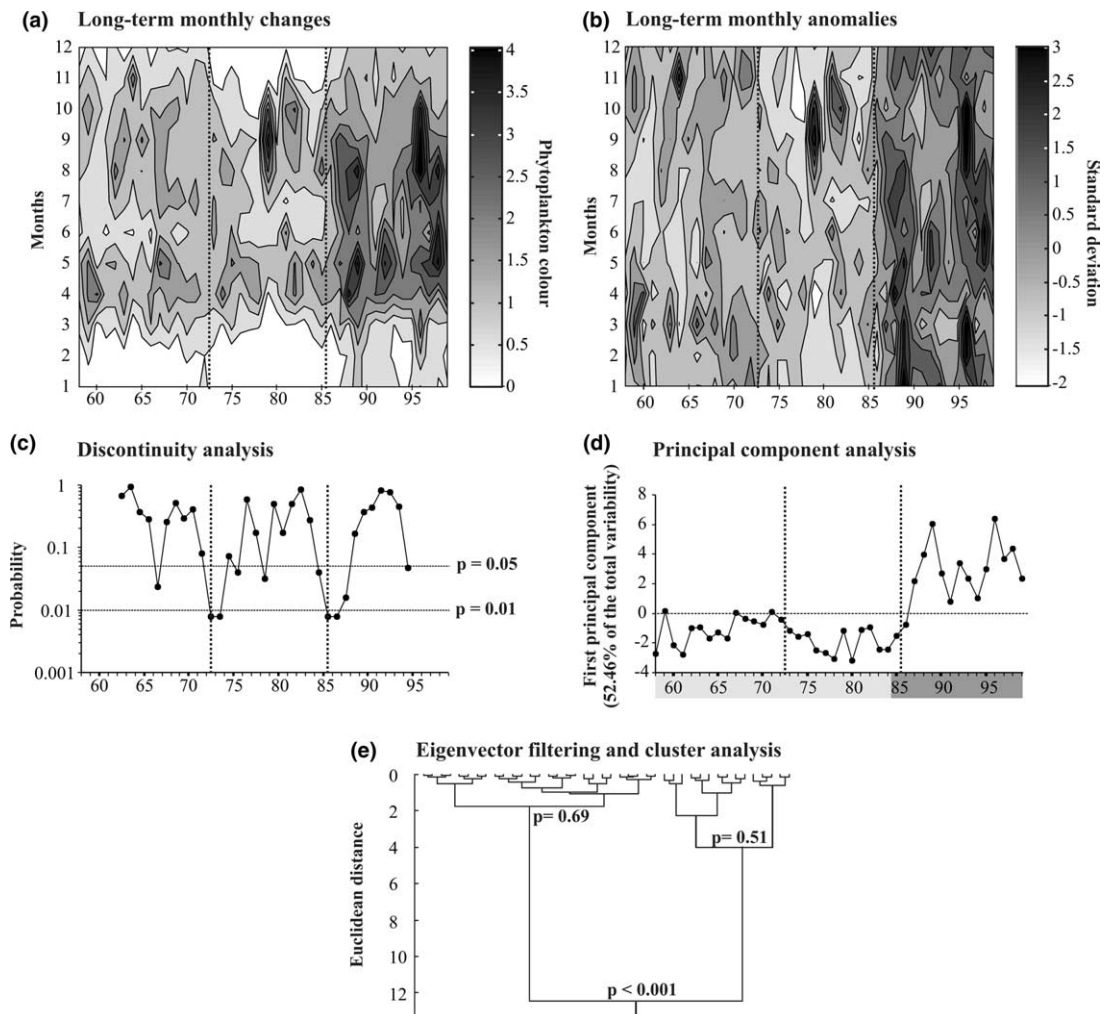 (a) Long-term monthly changes
12
11
10
9
8
7
6
5
4
3
2
1
Months
60 65 70 75 80 85 90 95
4
3.5
3
2.5
2
1.5
1
0.5
0
Phytoplankton colour
(b) Long-term monthly anomalies
12
11
10
9
8
7
6
5
4
3
2
1
Months
60 65 70 75 80 85 90 95
3
2.5
2
1.5
1
0.5
0
-0.5
-1
-1.5
-2
Standard deviation
(c) Discontinuity analysis
1
0.1
0.01
0.001
Probability
p = 0.05
p = 0.01
60 65 70 75 80 85 90 95
(d) Principal component analysis
First principal component
(52.46% of the total variability)
8
6
4
2
0
-2
-4
60 65 70 75 80 85 90 95
(e) Eigenvector filtering and cluster analysis
Euclidean distance
0
2
4
6
8
10
12
p= 0.69
p= 0.51
p < 0.001